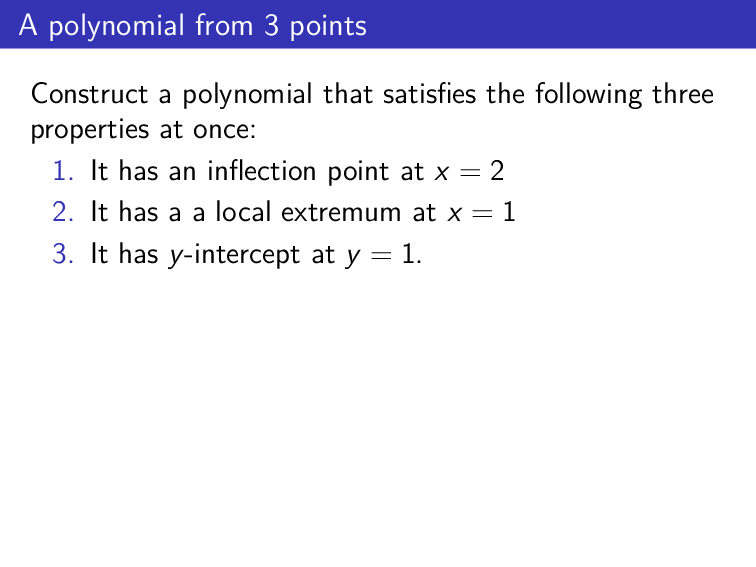 A polynomial from 3 points
Construct a polynomial that satisfies the following three
properties at once:
1. It has an inflection point at x = 2
2. It has a a local extremum at x = 1
3. It has y-intercept at y = 1.